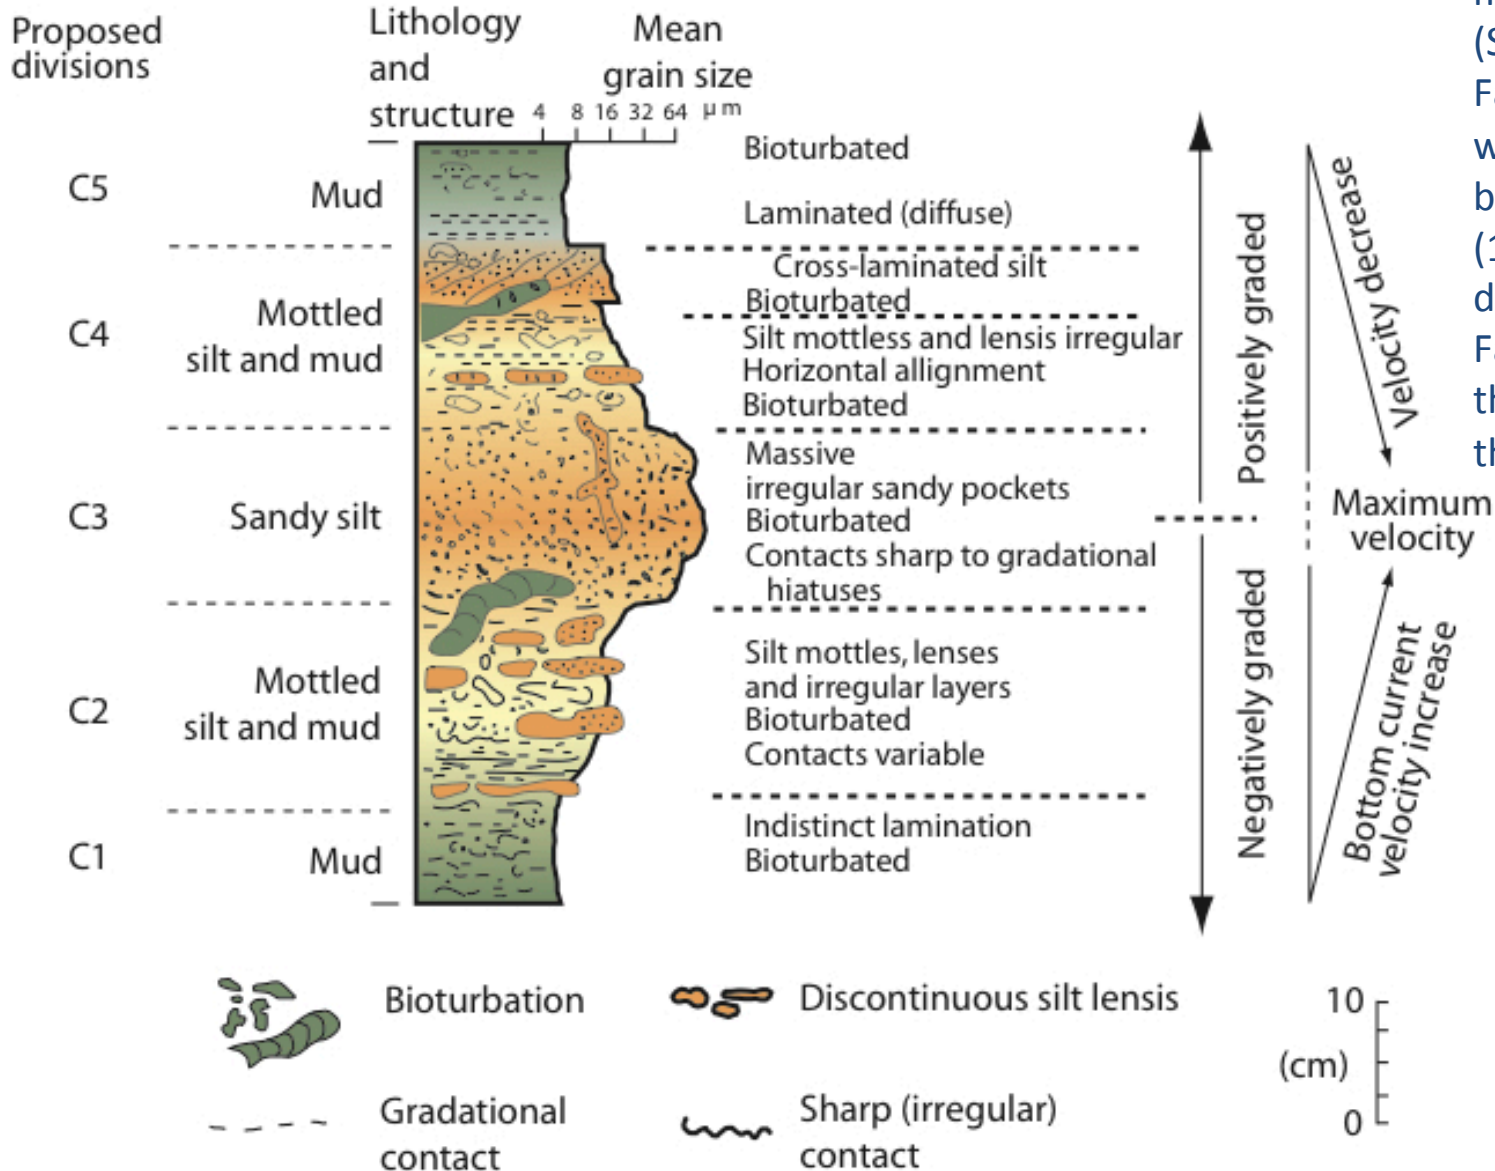 Proposed
divisions
Lithology
and
structure
Mean
grain size
4 8 16 32 64 μm
C5
Mud
Bioturbated
Laminated (diffuse)
C4
Mottled
silt and mud
Cross-laminated silt
Bioturbated
Silt mottless and lensis irregular
Horizontal allignment
Bioturbated
C3
Sandy silt
Massive
irregular sandy pockets
Bioturbated
Contacts sharp to gradational
hiatuses
C2
Mottled
silt and mud
Silt mottles, lenses
and irregular layers
Bioturbated
Contacts variable
C1
Mud
Indistinct lamination
Bioturbated
Positively graded
Negatively graded
Velocity decrease
Maximum
velocity
Bottom current
velocity increase
Bioturbation
Discontinuous silt lensis
Gradational
contact
Sharp (irregular)
contact
10
(cm)
0